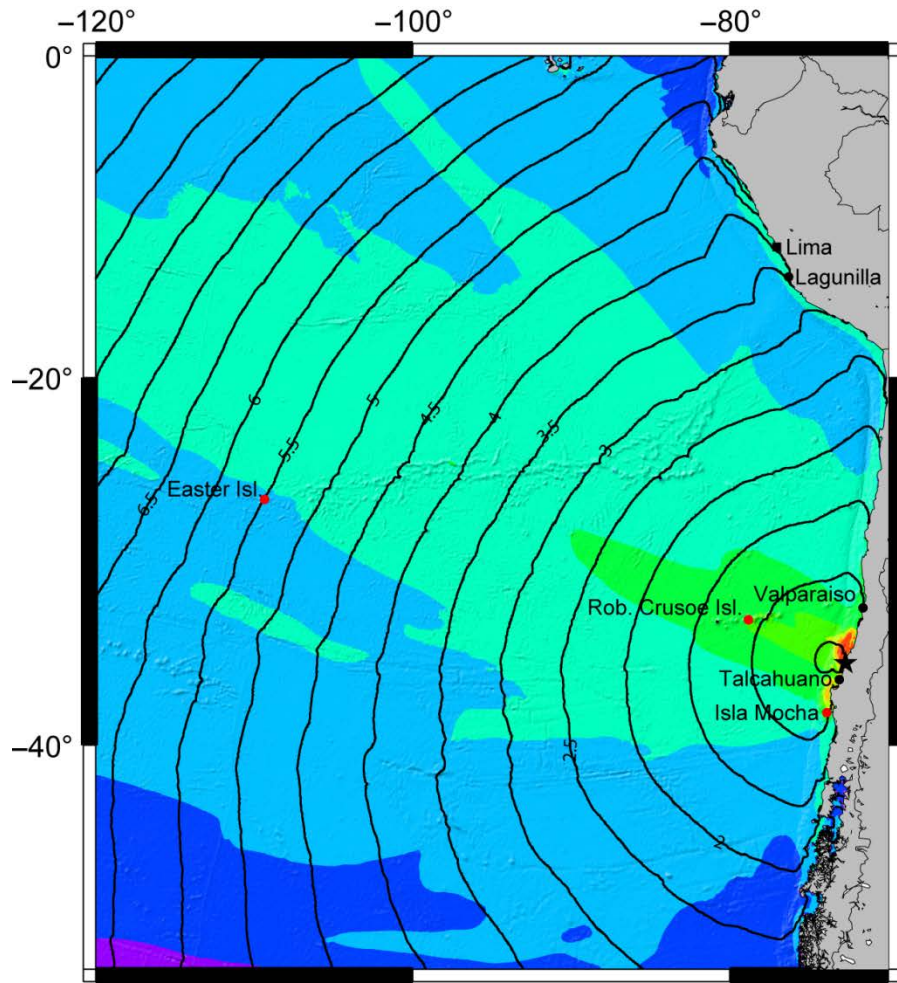 −120° −100° −80°
0°
Lima
Lagunilla
−20°
6
5.5
5
4.5
4
3.5
3
Easter Isl.
6.5
Rob. Crusoe Isl.
Valparaiso
Talcahuano
Isla Mocha
−40°
2.5
2